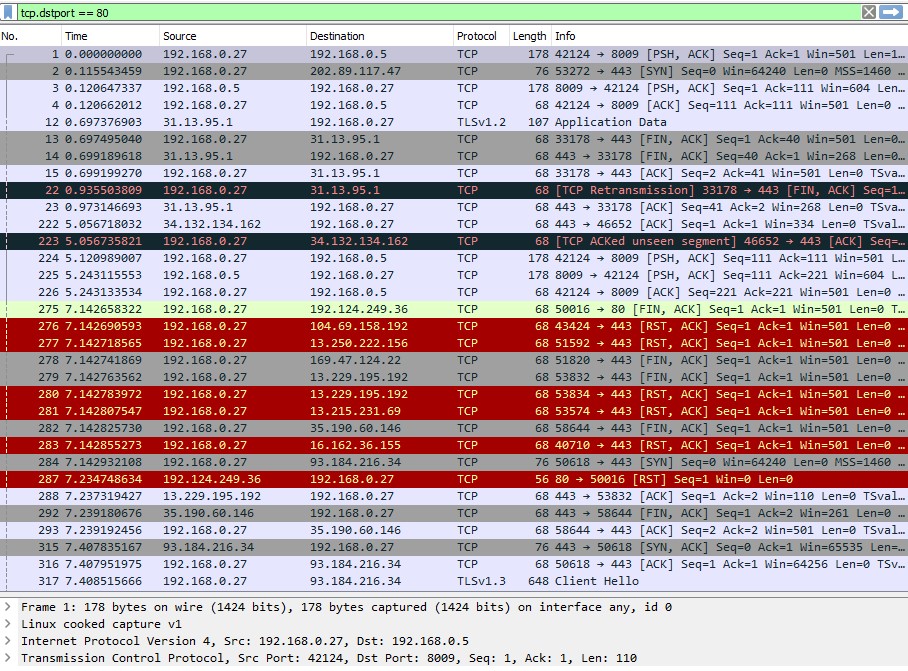 tcp.dstport == 80
No. Time Source Destination Protocol Length Info
1 0.000000000 192.168.0.27 192.168.0.5 TCP 178 42124 → 8009 [PSH, ACK] Seq=1 Ack=1 Win=501 Len=1…
2 0.115543459 192.168.0.27 202.89.117.47 TCP 76 53272 → 443 [SYN] Seq=0 Win=64240 Len=0 MSS=1460 …
3 0.120647337 192.168.0.5 192.168.0.27 TCP 178 8009 → 42124 [PSH, ACK] Seq=1 Ack=111 Win=604 Len…
4 0.120662012 192.168.0.27 192.168.0.5 TCP 68 42124 → 8009 [ACK] Seq=111 Ack=111 Win=501 Len=0 …
12 0.697376903 31.13.95.1 192.168.0.27 TLSv1.2 107 Application Data
13 0.697495040 192.168.0.27 31.13.95.1 TCP 68 33178 → 443 [FIN, ACK] Seq=1 Ack=40 Win=501 Len=0…
14 0.699189618 31.13.95.1 192.168.0.27 TCP 68 443 → 33178 [FIN, ACK] Seq=40 Ack=1 Win=268 Len=0…
15 0.699199270 192.168.0.27 31.13.95.1 TCP 68 33178 → 443 [ACK] Seq=2 Ack=41 Win=501 Len=0 TSva…
22 0.935503809 192.168.0.27 31.13.95.1 TCP 68 [TCP Retransmission] 33178 → 443 [FIN, ACK] Seq=1…
23 0.973146693 31.13.95.1 192.168.0.27 TCP 68 443 → 33178 [ACK] Seq=41 Ack=2 Win=268 Len=0 TSva…
222 5.056718032 34.132.134.162 192.168.0.27 TCP 68 443 → 46652 [ACK] Seq=1 Ack=1 Win=334 Len=0 TSval…
223 5.056735821 192.168.0.27 34.132.134.162 TCP 68 [TCP ACKed unseen segment] 46652 → 443 [ACK] Seq=…
224 5.120989007 192.168.0.27 192.168.0.5 TCP 178 42124 → 8009 [PSH, ACK] Seq=111 Ack=111 Win=501 L…
225 5.243115553 192.168.0.5 192.168.0.27 TCP 178 8009 → 42124 [PSH, ACK] Seq=111 Ack=221 Win=604 L…
226 5.243133534 192.168.0.27 192.168.0.5 TCP 68 42124 → 8009 [ACK] Seq=221 Ack=221 Win=501 Len=0 …
275 7.142658322 192.168.0.27 192.124.249.36 TCP 68 50016 → 80 [FIN, ACK] Seq=1 Ack=1 Win=501 Len=0 T…
276 7.142690593 192.168.0.27 104.69.158.192 TCP 68 43424 → 443 [RST, ACK] Seq=1 Ack=1 Win=501 Len=0 …
277 7.142718565 192.168.0.27 13.250.222.156 TCP 68 51592 → 443 [RST, ACK] Seq=1 Ack=1 Win=501 Len=0 …
278 7.142741869 192.168.0.27 169.47.124.22 TCP 68 51820 → 443 [FIN, ACK] Seq=1 Ack=1 Win=501 Len=0 …
279 7.142763562 192.168.0.27 13.229.195.192 TCP 68 53832 → 443 [FIN, ACK] Seq=1 Ack=1 Win=501 Len=0 …
280 7.142783972 192.168.0.27 13.229.195.192 TCP 68 53834 → 443 [RST, ACK] Seq=1 Ack=1 Win=501 Len=0 …
281 7.142807547 192.168.0.27 13.215.231.69 TCP 68 53574 → 443 [RST, ACK] Seq=1 Ack=1 Win=501 Len=0 …
282 7.142825730 192.168.0.27 35.190.60.146 TCP 68 58644 → 443 [FIN, ACK] Seq=1 Ack=1 Win=501 Len=0 …
283 7.142855273 192.168.0.27 16.162.36.155 TCP 68 40710 → 443 [RST, ACK] Seq=1 Ack=1 Win=501 Len=0 …
284 7.142932108 192.168.0.27 93.184.216.34 TCP 76 50618 → 443 [SYN] Seq=0 Win=64240 Len=0 MSS=1460 …
287 7.234748634 192.124.249.36 192.168.0.27 TCP 56 80 → 50016 [RST] Seq=1 Win=0 Len=0
288 7.237319427 13.229.195.192 192.168.0.27 TCP 68 443 → 53832 [ACK] Seq=1 Ack=2 Win=110 Len=0 TSval…
292 7.239180676 35.190.60.146 192.168.0.27 TCP 68 443 → 58644 [FIN, ACK] Seq=1 Ack=2 Win=261 Len=0 …
293 7.239192456 192.168.0.27 35.190.60.146 TCP 68 58644 → 443 [ACK] Seq=2 Ack=2 Win=501 Len=0 TSval…
315 7.407835167 93.184.216.34 192.168.0.27 TCP 76 443 → 50618 [SYN, ACK] Seq=0 Ack=1 Win=65535 Len=…
316 7.407951975 192.168.0.27 93.184.216.34 TCP 68 50618 → 443 [ACK] Seq=1 Ack=1 Win=64256 Len=0 TSv…
317 7.408515666 192.168.0.27 93.184.216.34 TLSv1.3 648 Client Hello
Frame 1: 178 bytes on wire (1424 bits), 178 bytes captured (1424 bits) on interface any, id 0
Linux cooked capture v1
Internet Protocol Version 4, Src: 192.168.0.27, Dst: 192.168.0.5
Transmission Control Protocol, Src Port: 42124, Dst Port: 8009, Seq: 1, Ack: 1, Len: 110